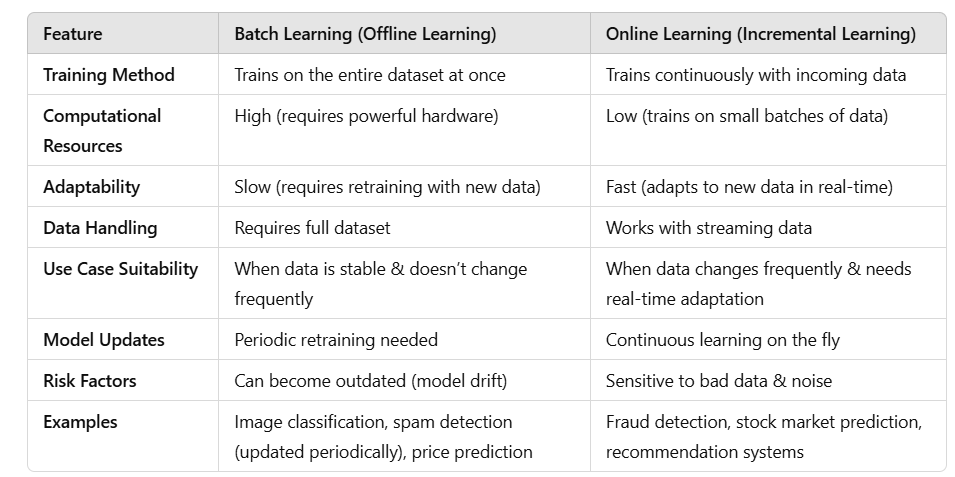 Feature Batch Learning (Offline Learning) Online Learning (Incremental Learning)
Training Method Trains on the entire dataset at once Trains continuously with incoming data
Computational Resources High (requires powerful hardware) Low (trains on small batches of data)
Adaptability Slow (requires retraining with new data) Fast (adapts to new data in real-time)
Data Handling Requires full dataset Works with streaming data
Use Case Suitability When data is stable & doesn’t change frequently When data changes frequently & needs real-time adaptation
Model Updates Periodic retraining needed Continuous learning on the fly
Risk Factors Can become outdated (model drift) Sensitive to bad data & noise
Examples Image classification, spam detection (updated periodically), price prediction Fraud detection, stock market prediction, recommendation systems